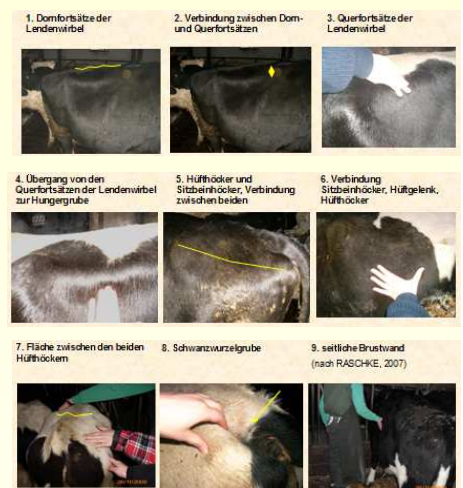 1. Dornfortsätze der
Lendenwirbel
2. Verbindung zwischen Dorn-
und Querfortsätzen
3. Querfortsätze der
Lendenwirbel
4. Übergang von den
Querfortsätzen der Lendenwirbel
zur Hungergrube
5. Hüfthöcker und
Sitzbeinhöcker, Verbindung
zwischen beiden
6. Verbindung
Sitzbeinhöcker, Hüftgelenk,
Hüfthöcker
7. Fläche zwischen den beiden
Hüfthöckern
8. Schwanzwurzelgrube
9. seitliche Brustwand
(nach RASCHKE, 2007)